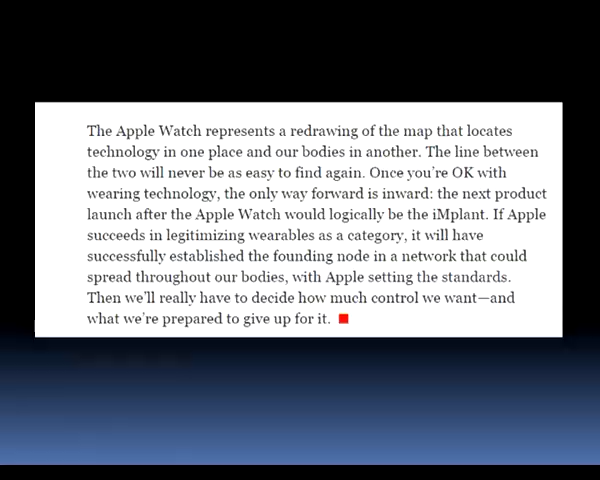 The Apple Watch represents a redrawing of the map that locates
technology in one place and our bodies in another. The line between
the two will never be as easy to find again. Once you're OK with
wearing technology, the only way forward is inward: the next product
launch after the Apple Watch would logically be the iMplant. If Apple
succeeds in legitimizing wearables as a category, it will have
successfully established the founding node in a network that could
spread throughout our bodies, with Apple setting the standards.
Then we'll really have to decide how much control we want—and
what we're prepared to give up for it.